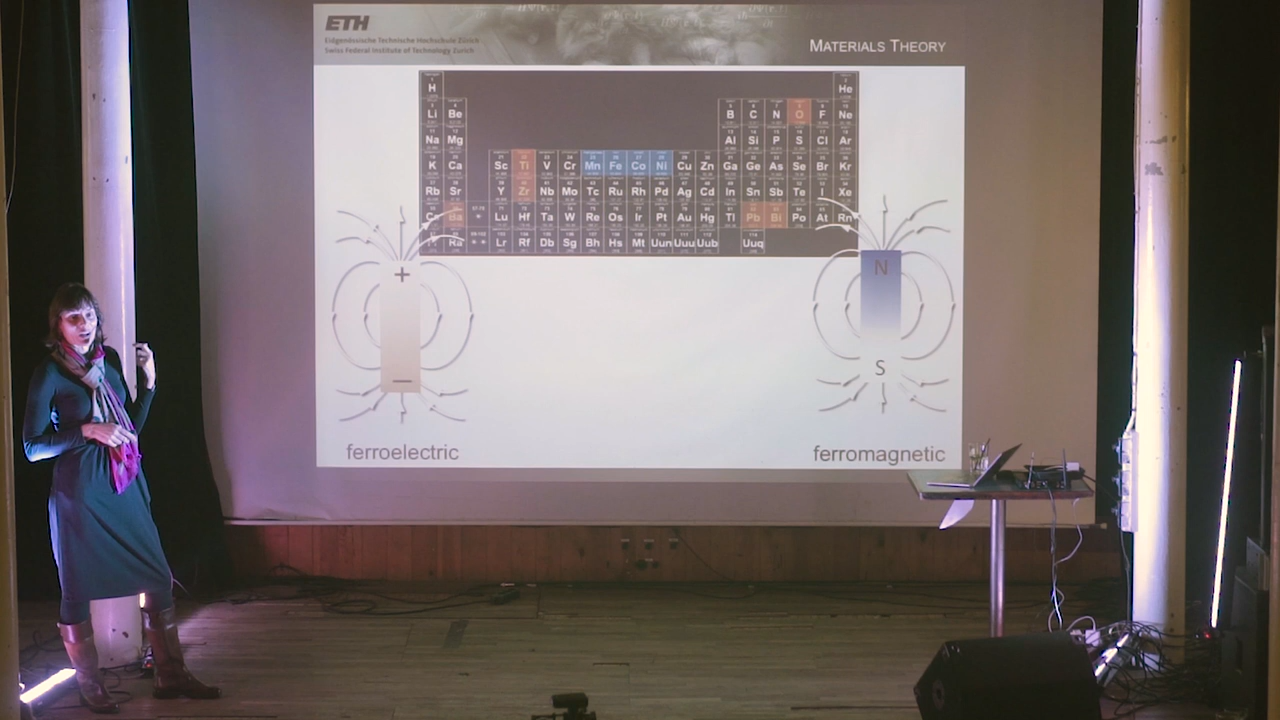 ETH
Eidgenössische Technische Hochschule Zürich
Swiss Federal Institute of Technology Zurich
MATERIALS THEORY
H He
Li Be B C N O F Ne
Na Mg Al Si P S Cl Ar
K Ca Sc Ti V Cr Mn Fe Co Ni Cu Zn Ga Ge As Se Br Kr
Rb Sr Y Zr Nb Mo Tc Ru Rh Pd Ag Cd In Sn Sb Te I Xe
Ba * Lu Hf Ta W Re Os Ir Pt Au Hg Tl Pb Bi Po At Rn
Ra * * Lr Rf Db Sg Bh Hs Mt Uun Uuu Uub Uuq
+ N
− S
ferroelectric ferromagnetic